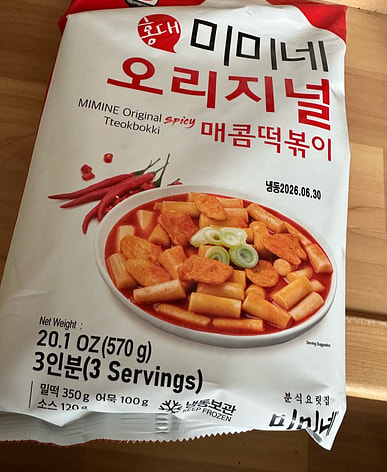 홍대 미미네
오리지널
MIMINE Original Spicy
Tteokbokki
매콤떡볶이
냉동2026.06.30
Net Weight :
20.1 OZ(570 g)
3인분(3 Servings)
Serving Suggestion
밀떡 350g 어묵 100g
소스 120g
냉동보관
KEEP FROZEN
분식요릿집
미미네